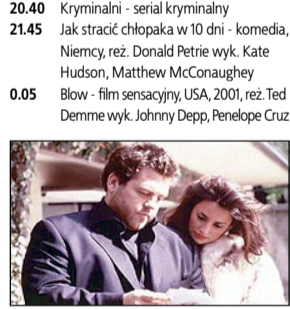 20.40 Kryminalni - serial kryminalny
21.45 Jak stracić chłopaka w 10 dni - komedia,
Niemcy, reż. Donald Petrie wyk. Kate
Hudson, Matthew McConaughey
0.05 Blow - film sensacyjny, USA, 2001, reż. Ted
Demme wyk. Johnny Depp, Penelope Cruz